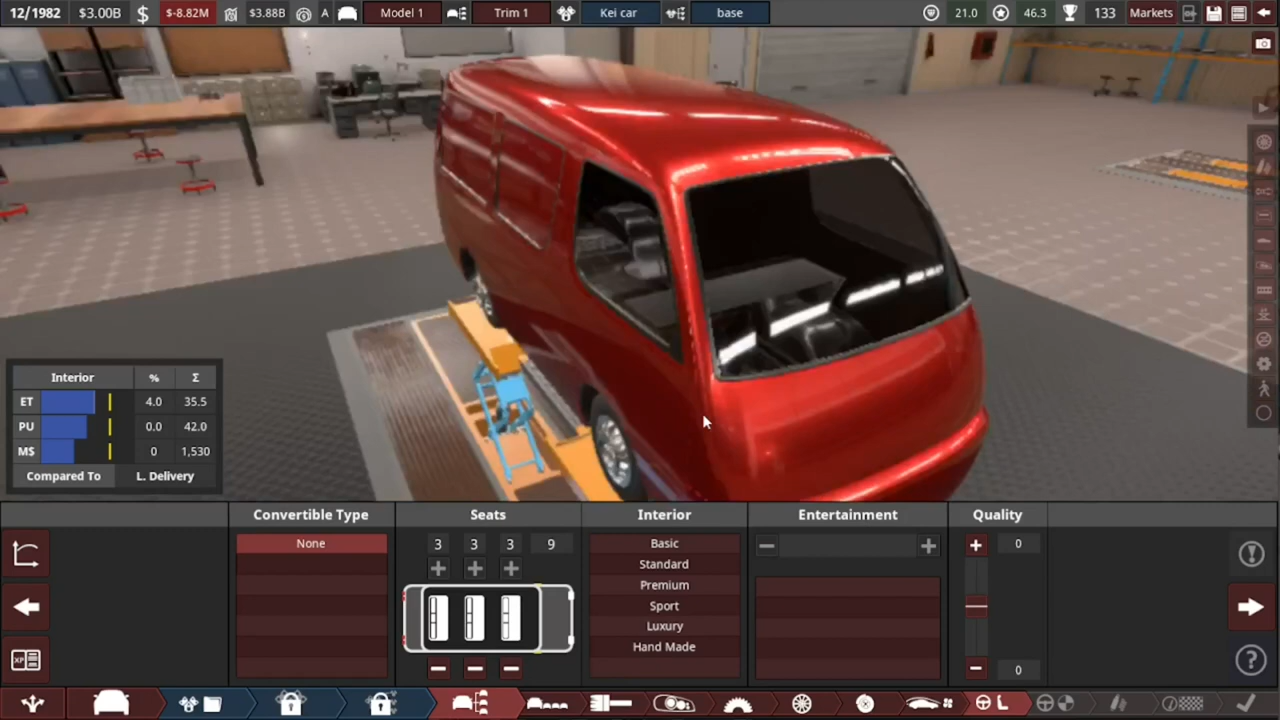 12/1982 $3.00B $ $-8.82M $3.88B A Model 1 Trim 1 Kei car base 21.0 46.3 133 Markets
Interior % Σ
ET 4.0 35.5
PU 0.0 42.0
M$ 0 1,530
Compared To L. Delivery
Convertible Type
None
Seats
3 3 3 9
+ + +
− − −
Interior
Basic
Standard
Premium
Sport
Luxury
Hand Made
Entertainment
− +
Quality
+ 0
− 0
XP